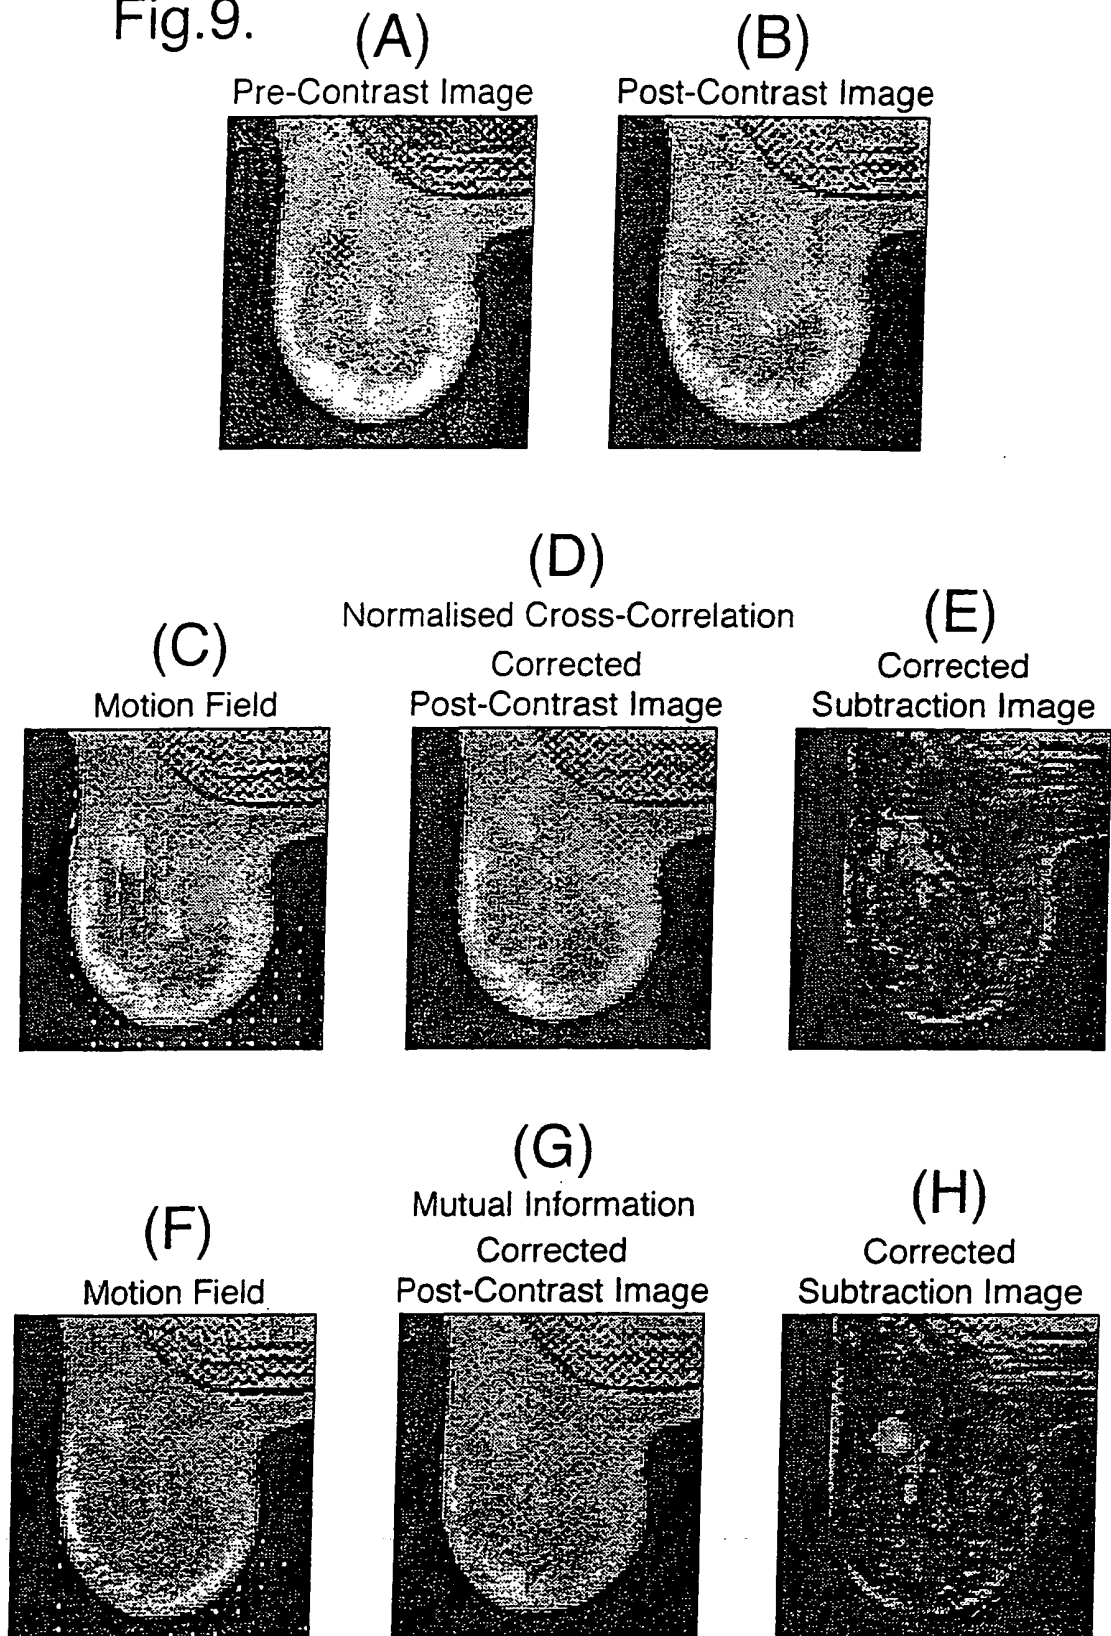 Fig.9.
(A)
Pre-Contrast Image
(B)
Post-Contrast Image
(C)
Motion Field
(D)
Normalised Cross-Correlation
Corrected
Post-Contrast Image
(E)
Corrected
Subtraction Image
(F)
Motion Field
(G)
Mutual Information
Corrected
Post-Contrast Image
(H)
Corrected
Subtraction Image